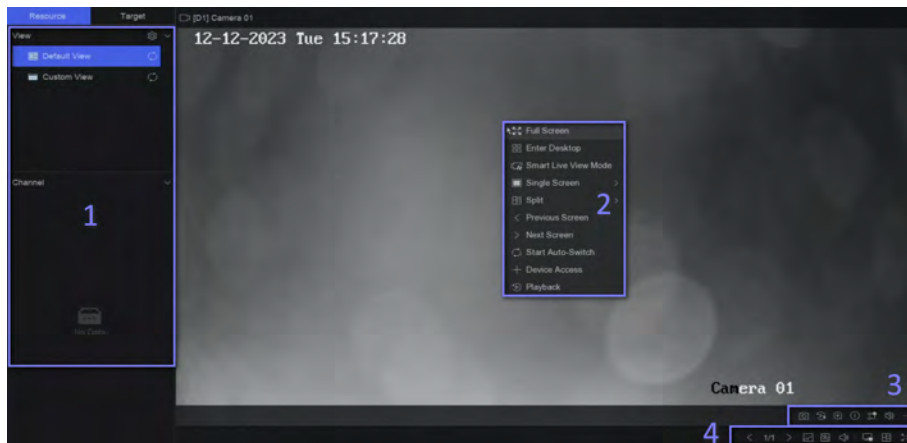 Resource Target
[D1] Camera 01
View
12-12-2023 Tue 15:17:28
Default View
Custom View
Full Screen
Enter Desktop
Smart Live View Mode
Single Screen
Split
2
Previous Screen
Next Screen
Start Auto-Switch
Device Access
Playback
Channel
1
No Data
Camera 01
3
4
1/1